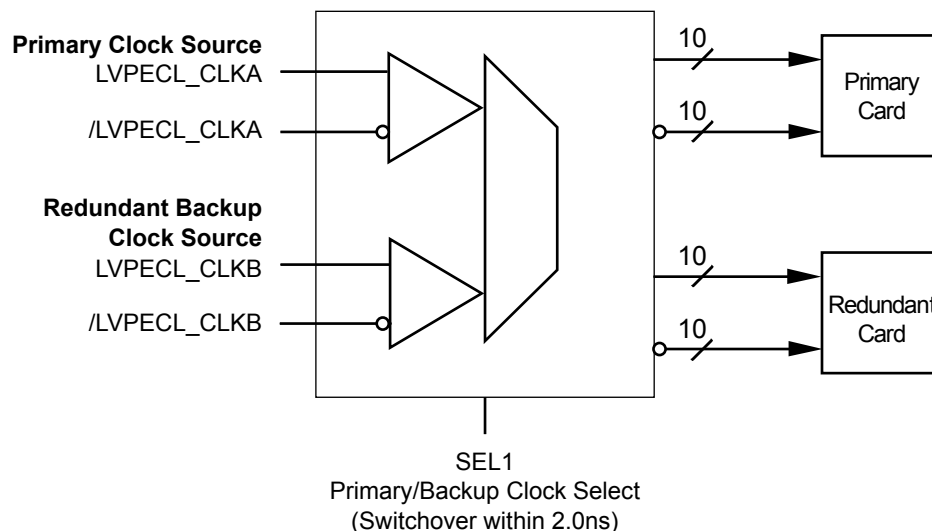 Primary Clock Source
LVPECL_CLKA
/LVPECL_CLKA
Redundant Backup
Clock Source
LVPECL_CLKB
/LVPECL_CLKB
10
10
Primary
Card
10
10
Redundant
Card
SEL1
Primary/Backup Clock Select
(Switchover within 2.0ns)